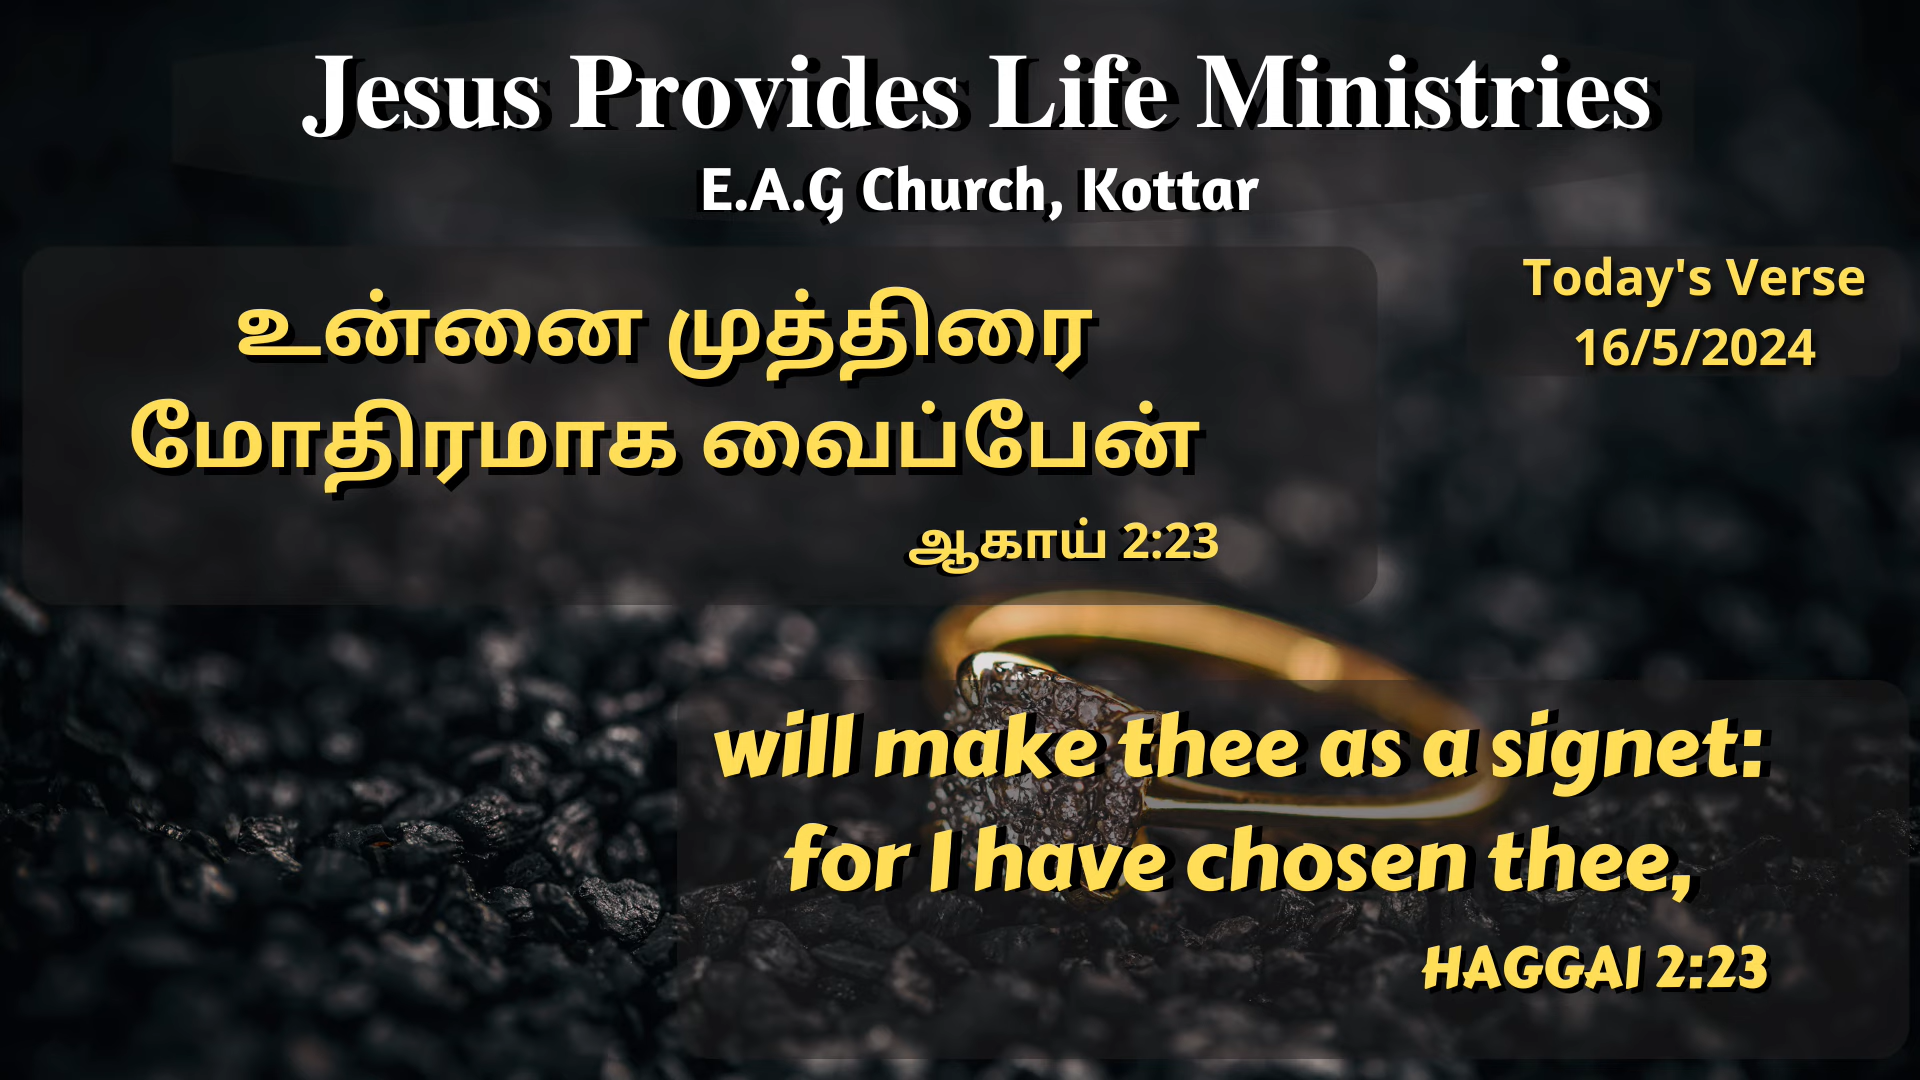 Jesus Provides Life Ministries
E.A.G Church, Kottar
உன்னை முத்திரை
மோதிரமாக வைப்பேன்
ஆகாய் 2:23
Today's Verse
16/5/2024
will make thee as a signet:
for I have chosen thee,
HAGGAI 2:23